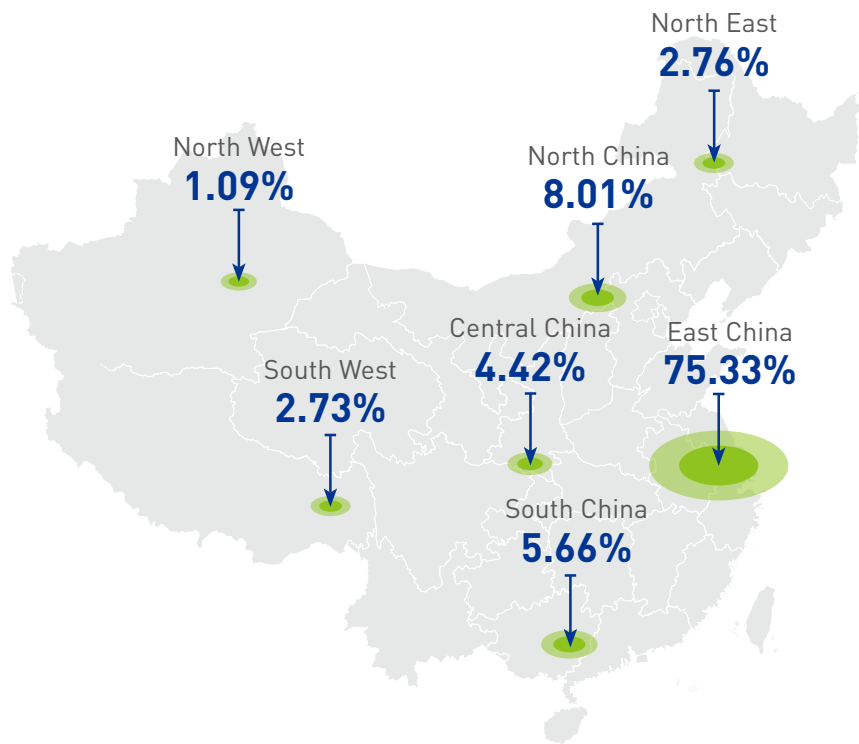 North East
2.76%
North West
1.09%
North China
8.01%
Central China
4.42%
East China
75.33%
South West
2.73%
South China
5.66%